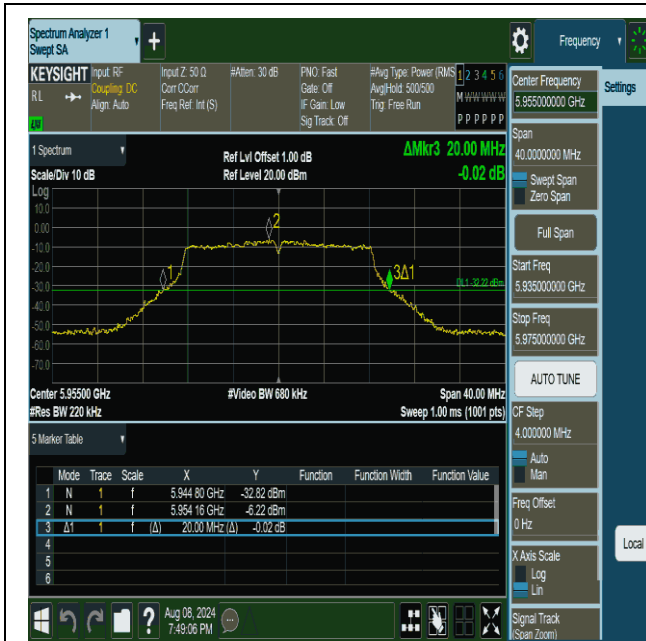 Spectrum Analyzer 1
Swept SA
+
Frequency
KEYSIGHT
RL
LW
Input: RF
Coupling: DC
Align: Auto
Input Z: 50 Ω
Corr CCorr
Freq Ref: Int (S)
#Atten: 30 dB
PNO: Fast
Gate: Off
IF Gain: Low
Sig Track: Off
#Avg Type: Power (RMS
Avg|Hold: 500/500
Trig: Free Run
1 2 3 4 5 6
M W W W W W
P P P P P P
1 Spectrum
Scale/Div 10 dB
Ref Lvl Offset 1.00 dB
Ref Level 20.00 dBm
ΔMkr3 20.00 MHz
-0.02 dB
Log
10.0
0.00
-10.0
-20.0
-30.0
-40.0
-50.0
-60.0
-70.0
2
1
3Δ1
DL1 -32.22 dBm
Center 5.95500 GHz
#Res BW 220 kHz
#Video BW 680 kHz
Span 40.00 MHz
Sweep 1.00 ms (1001 pts)
5 Marker Table
Mode Trace Scale X Y Function Function Width Function Value
1 N 1 f 5.944 80 GHz -32.82 dBm
2 N 1 f 5.954 16 GHz -6.22 dBm
3 Δ1 1 f (Δ) 20.00 MHz (Δ) -0.02 dB
4
5
6
?
Aug 08, 2024
7:49:06 PM
Center Frequency
5.955000000 GHz
Span
40.0000000 MHz
Swept Span
Zero Span
Full Span
Start Freq
5.935000000 GHz
Stop Freq
5.975000000 GHz
AUTO TUNE
CF Step
4.000000 MHz
Auto
Man
Freq Offset
0 Hz
X Axis Scale
Log
Lin
Signal Track
(Span Zoom)
Settings
Local